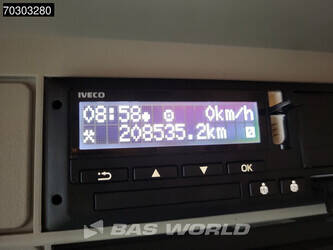 70303280
IVECO
08:58 0km/h
208535.2km
OK
BAS WORLD